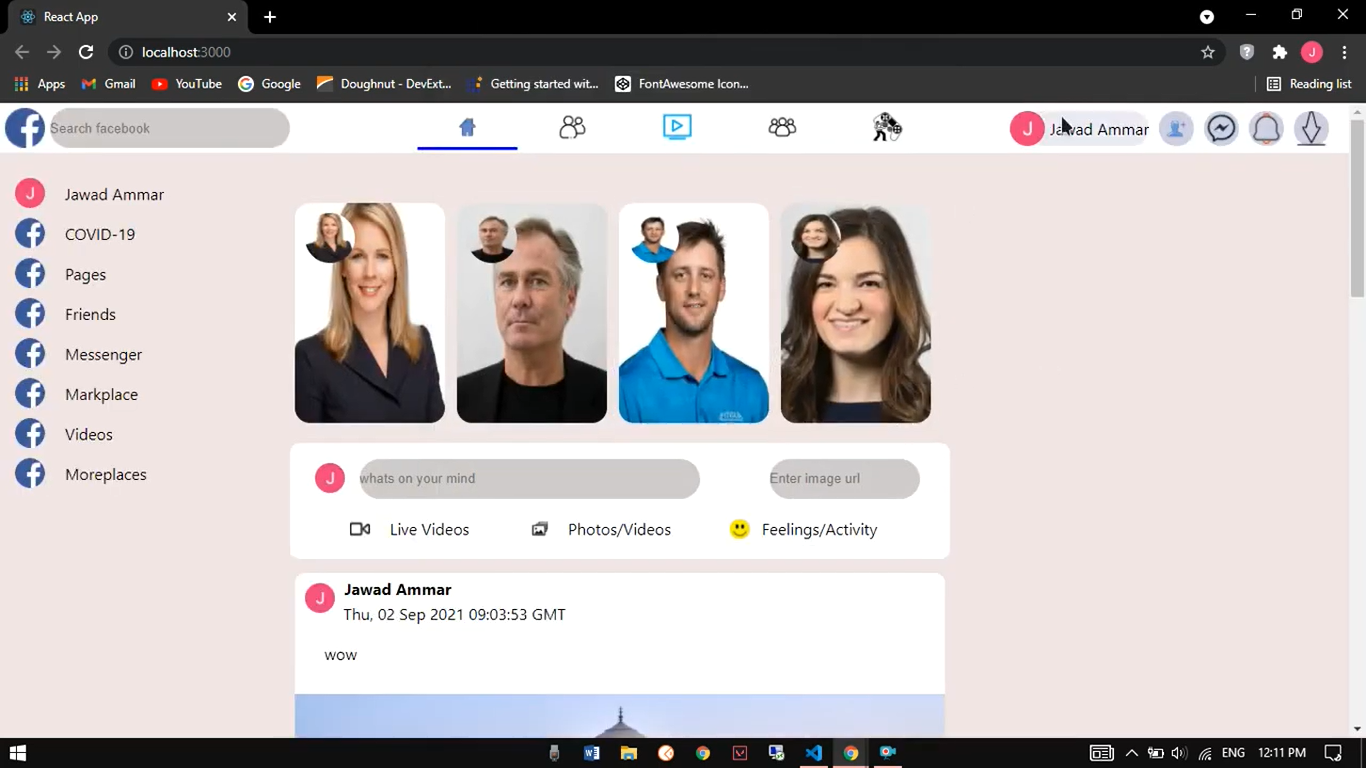 React App
localhost:3000
J
Apps
Gmail
YouTube
Google
Doughnut - DevExt...
Getting started wit...
FontAwesome Icon...
Reading list
Search facebook
J
Jawad Ammar
J
Jawad Ammar
COVID-19
Pages
Friends
Messenger
Markplace
Videos
Moreplaces
J
whats on your mind
Enter image url
Live Videos
Photos/Videos
Feelings/Activity
J
Jawad Ammar
Thu, 02 Sep 2021 09:03:53 GMT
wow
ENG
12:11 PM